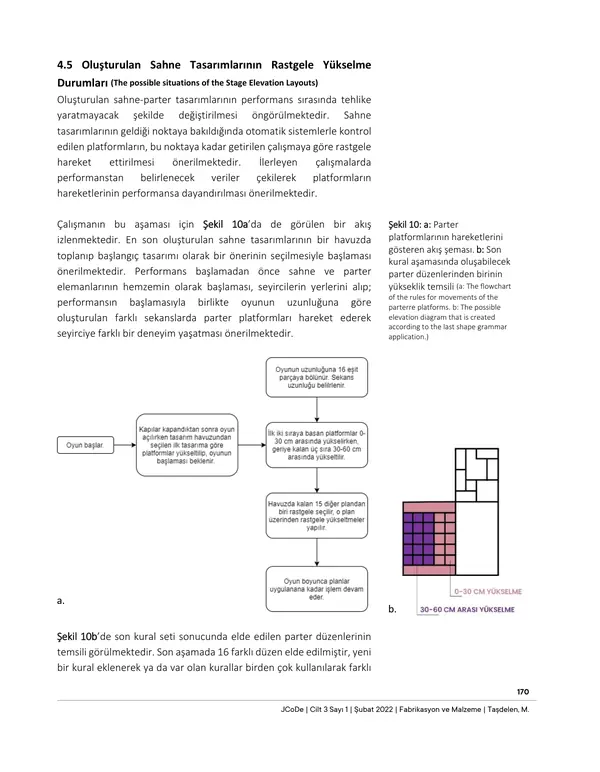 4.5 Oluşturulan Sahne Tasarımlarının Rastgele Yükselme
Durumları (The possible situations of the Stage Elevation Layouts)
Oluşturulan sahne-parter tasarımlarının performans sırasında tehlike
yaratmayacak şekilde değiştirilmesi öngörülmektedir. Sahne
tasarımlarının geldiği noktaya bakıldığında otomatik sistemlerle kontrol
edilen platformların, bu noktaya kadar getirilen çalışmaya göre rastgele
hareket ettirilmesi önerilmektedir. İlerleyen çalışmalarda
performanstan belirlenecek veriler çekilerek platformların
hareketlerinin performansa dayandırılması önerilmektedir.
Çalışmanın bu aşaması için Şekil 10a’da de görülen bir akış
izlenmektedir. En son oluşturulan sahne tasarımlarının bir havuzda
toplanıp başlangıç tasarımı olarak bir önerinin seçilmesiyle başlaması
önerilmektedir. Performans başlamadan önce sahne ve parter
elemanlarının hemzemin olarak başlaması, seyircilerin yerlerini alıp;
performansın başlamasıyla birlikte oyunun uzunluğuna göre
oluşturulan farklı sekanslarda parter platformları hareket ederek
seyirciye farklı bir deneyim yaşatması önerilmektedir.
Şekil 10: a: Parter
platformlarının hareketlerini
gösteren akış şeması. b: Son
kural aşamasında oluşabilecek
parter düzenlerinden birinin
yükseklik temsili (a: The flowchart
of the rules for movements of the
parterre platforms. b: The possible
elevation diagram that is created
according to the last shape grammar
application.)
Oyunun uzunluğuna 16 eşit
parçaya bölünür. Sekans
uzunluğu belirlenir.
Oyun başlar.
Kapılar kapandıktan sonra oyun
açılırken tasarım havuzundan
seçilen ilk tasarıma göre
platformlar yükseltilip, oyunun
başlaması beklenir.
İlk iki sıraya basan platformlar 0-
30 cm arasında yükselirken,
geriye kalan üç sıra 30-60 cm
arasında yükseltilir.
Havuzda kalan 15 diğer plandan
biri rastgele seçilir, o plan
üzerinden rastgele yükseltmeler
yapılır.
Oyun boyunca planlar
uygulanana kadar işlem devam
eder.
a.
0-30 CM YÜKSELME
b.
30-60 CM ARASI YÜKSELME
Şekil 10b’de son kural seti sonucunda elde edilen parter düzenlerinin
temsili görülmektedir. Son aşamada 16 farklı düzen elde edilmiştir, yeni
bir kural eklenerek ya da var olan kurallar birden çok kullanılarak farklı
170
JCoDe | Cilt 3 Sayı 1 | Şubat 2022 | Fabrikasyon ve Malzeme | Taşdelen, M.